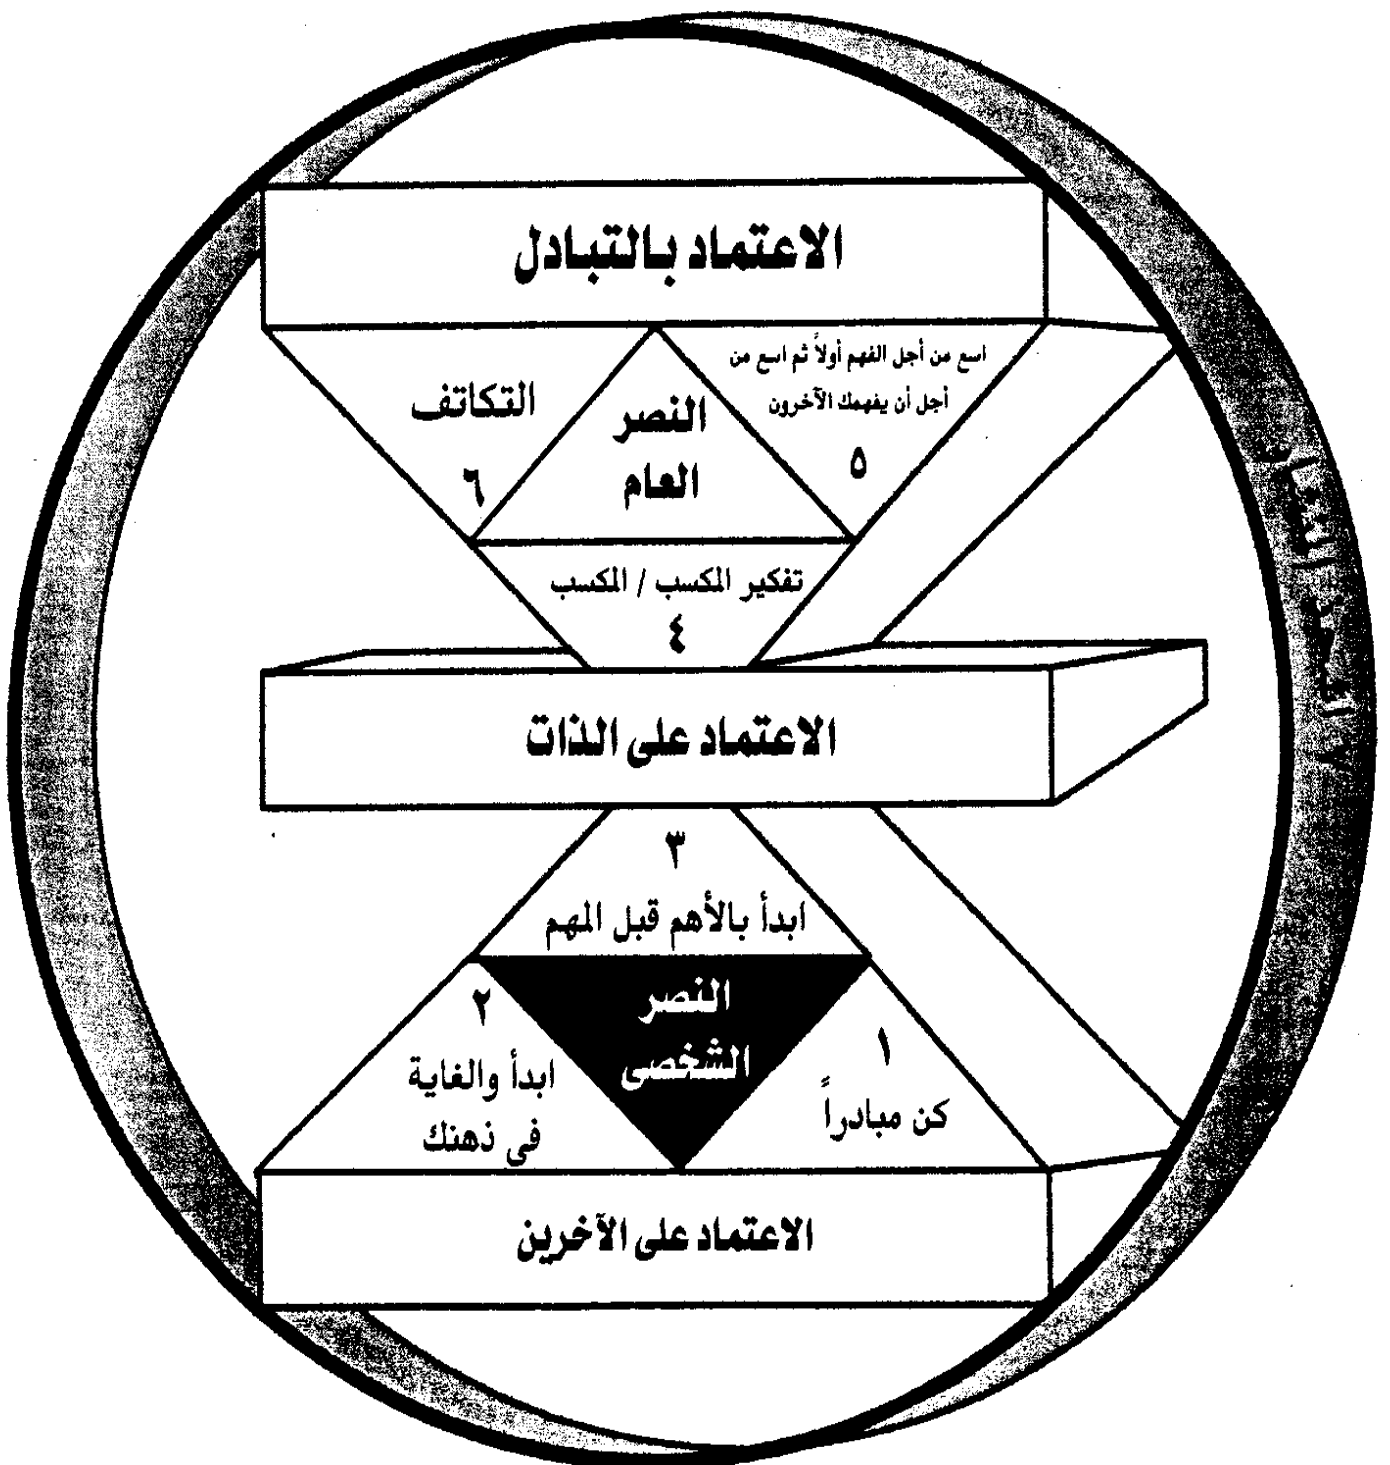 الاعتماد بالتبادل
اسع من أجل الفهم أولاً ثم اسع من
أجل أن يفهمك الآخرون
٥
النصر
العام
التكاتف
٦
تفكير المكسب / المكسب
٤
الاعتماد على الذات
٣
ابدأ بالأهم قبل المهم
النصر
الشخصى
١
كن مبادراً
٢
ابدأ والغاية
فى ذهنك
الاعتماد على الآخرين
٧